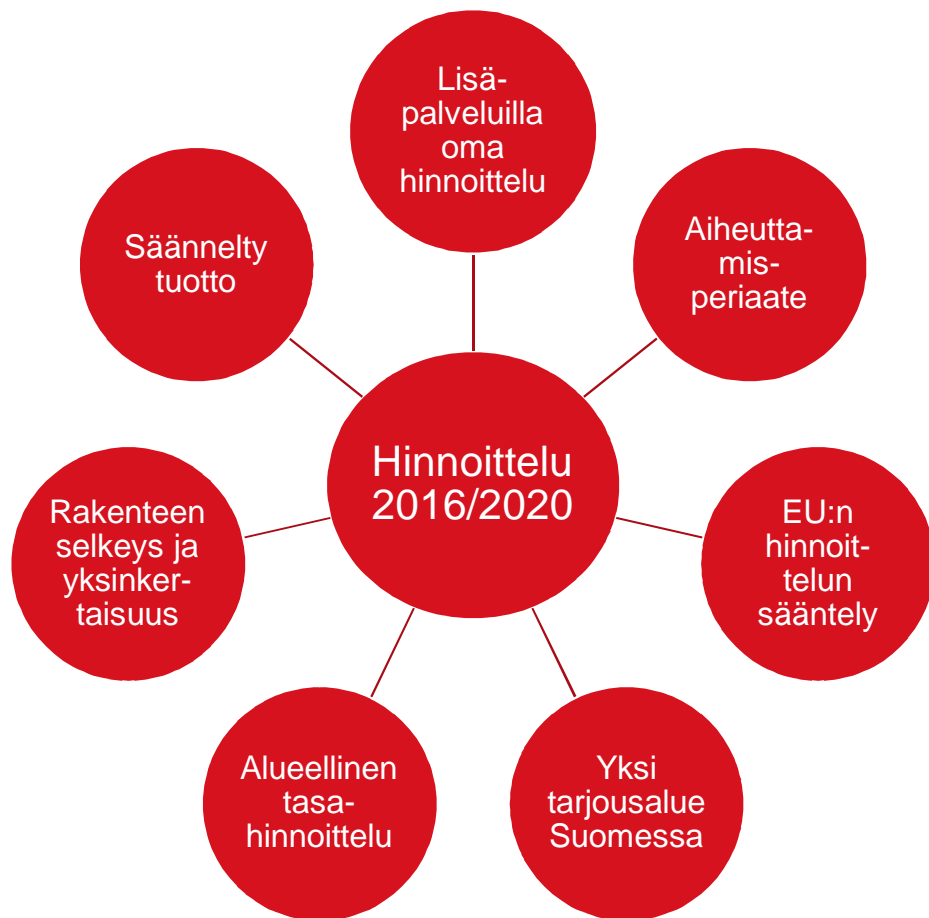 Lisä-
palveluilla
oma
hinnoittelu
Säännelty
tuotto
Aiheutta-
mis-
periaate
Hinnoittelu
2016/2020
Rakenteen
selkeys ja
yksinker-
taisuus
EU:n
hinnoit-
telun
sääntely
Alueellinen
tasa-
hinnoittelu
Yksi
tarjousalue
Suomessa